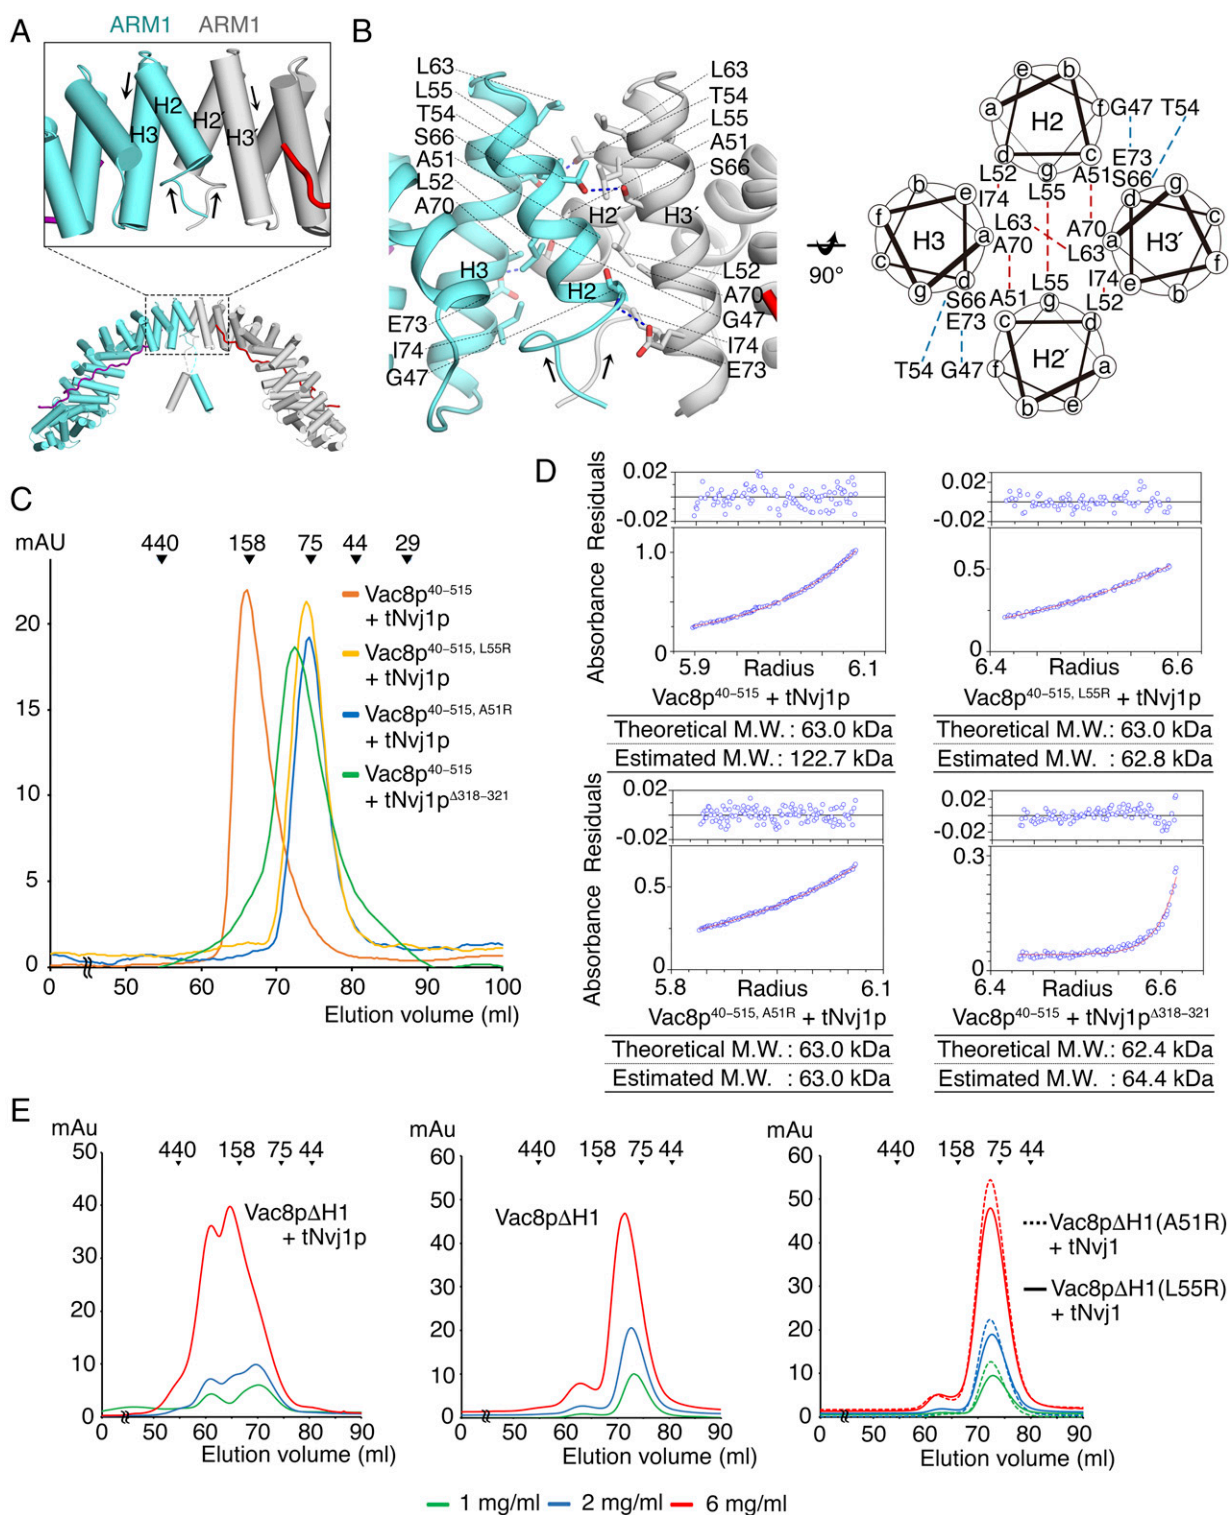 A
ARM1 ARM1
H2
H3
H2′
H3′
B
L63
L55
T54
S66
A51
L52
A70
H3
H2
E73
I74
G47
L63
T54
L55
A51
S66
H2′
H3′
L52
A70
G47
I74
E73
90°
e b
a f
H2
d c
g
G47 T54
E73
S66
L52 A51
I74 L55
b e
f a
H3
c d
g
L63
A70
A70
L63
d g
a c
H3′
e f
b
S66
E73
A51
L55
I74
L52
T54 G47
g
c d
H2′
f a
b e
C
mAU
440 158 75 44 29
20
15
10
5
0
0 50 60 70 80 90 100
Elution volume (ml)
Vac8p40–515
+ tNvj1p
Vac8p40–515, L55R
+ tNvj1p
Vac8p40–515, A51R
+ tNvj1p
Vac8p40–515
+ tNvj1pΔ318–321
D
Absorbance Residuals
0.02
-0.02
1.0
0
5.9 Radius 6.1
Vac8p40–515 + tNvj1p
Theoretical M.W. : 63.0 kDa
Estimated M.W. : 122.7 kDa
0.02
-0.02
0.5
0
6.4 Radius 6.6
Vac8p40–515, L55R + tNvj1p
Theoretical M.W. : 63.0 kDa
Estimated M.W. : 62.8 kDa
Absorbance Residuals
0.02
-0.02
0.5
0
5.8 Radius 6.1
Vac8p40–515, A51R + tNvj1p
Theoretical M.W. : 63.0 kDa
Estimated M.W. : 63.0 kDa
0.02
-0.02
0.3
0
6.4 Radius 6.6
Vac8p40–515 + tNvj1pΔ318–321
Theoretical M.W. : 62.4 kDa
Estimated M.W. : 64.4 kDa
E
mAu
50
40
30
20
10
0
440 158 75 44
Vac8pΔH1
+ tNvj1p
0 50 60 70 80 90
Elution volume (ml)
mAu
60
50
40
30
20
10
0
440 158 75 44
Vac8pΔH1
0 50 60 70 80 90
Elution volume (ml)
mAu
60
50
40
30
20
10
0
440 158 75 44
0 50 60 70 80 90
Elution volume (ml)
Vac8pΔH1(A51R)
+ tNvj1
Vac8pΔH1(L55R)
+ tNvj1
1 mg/ml 2 mg/ml 6 mg/ml